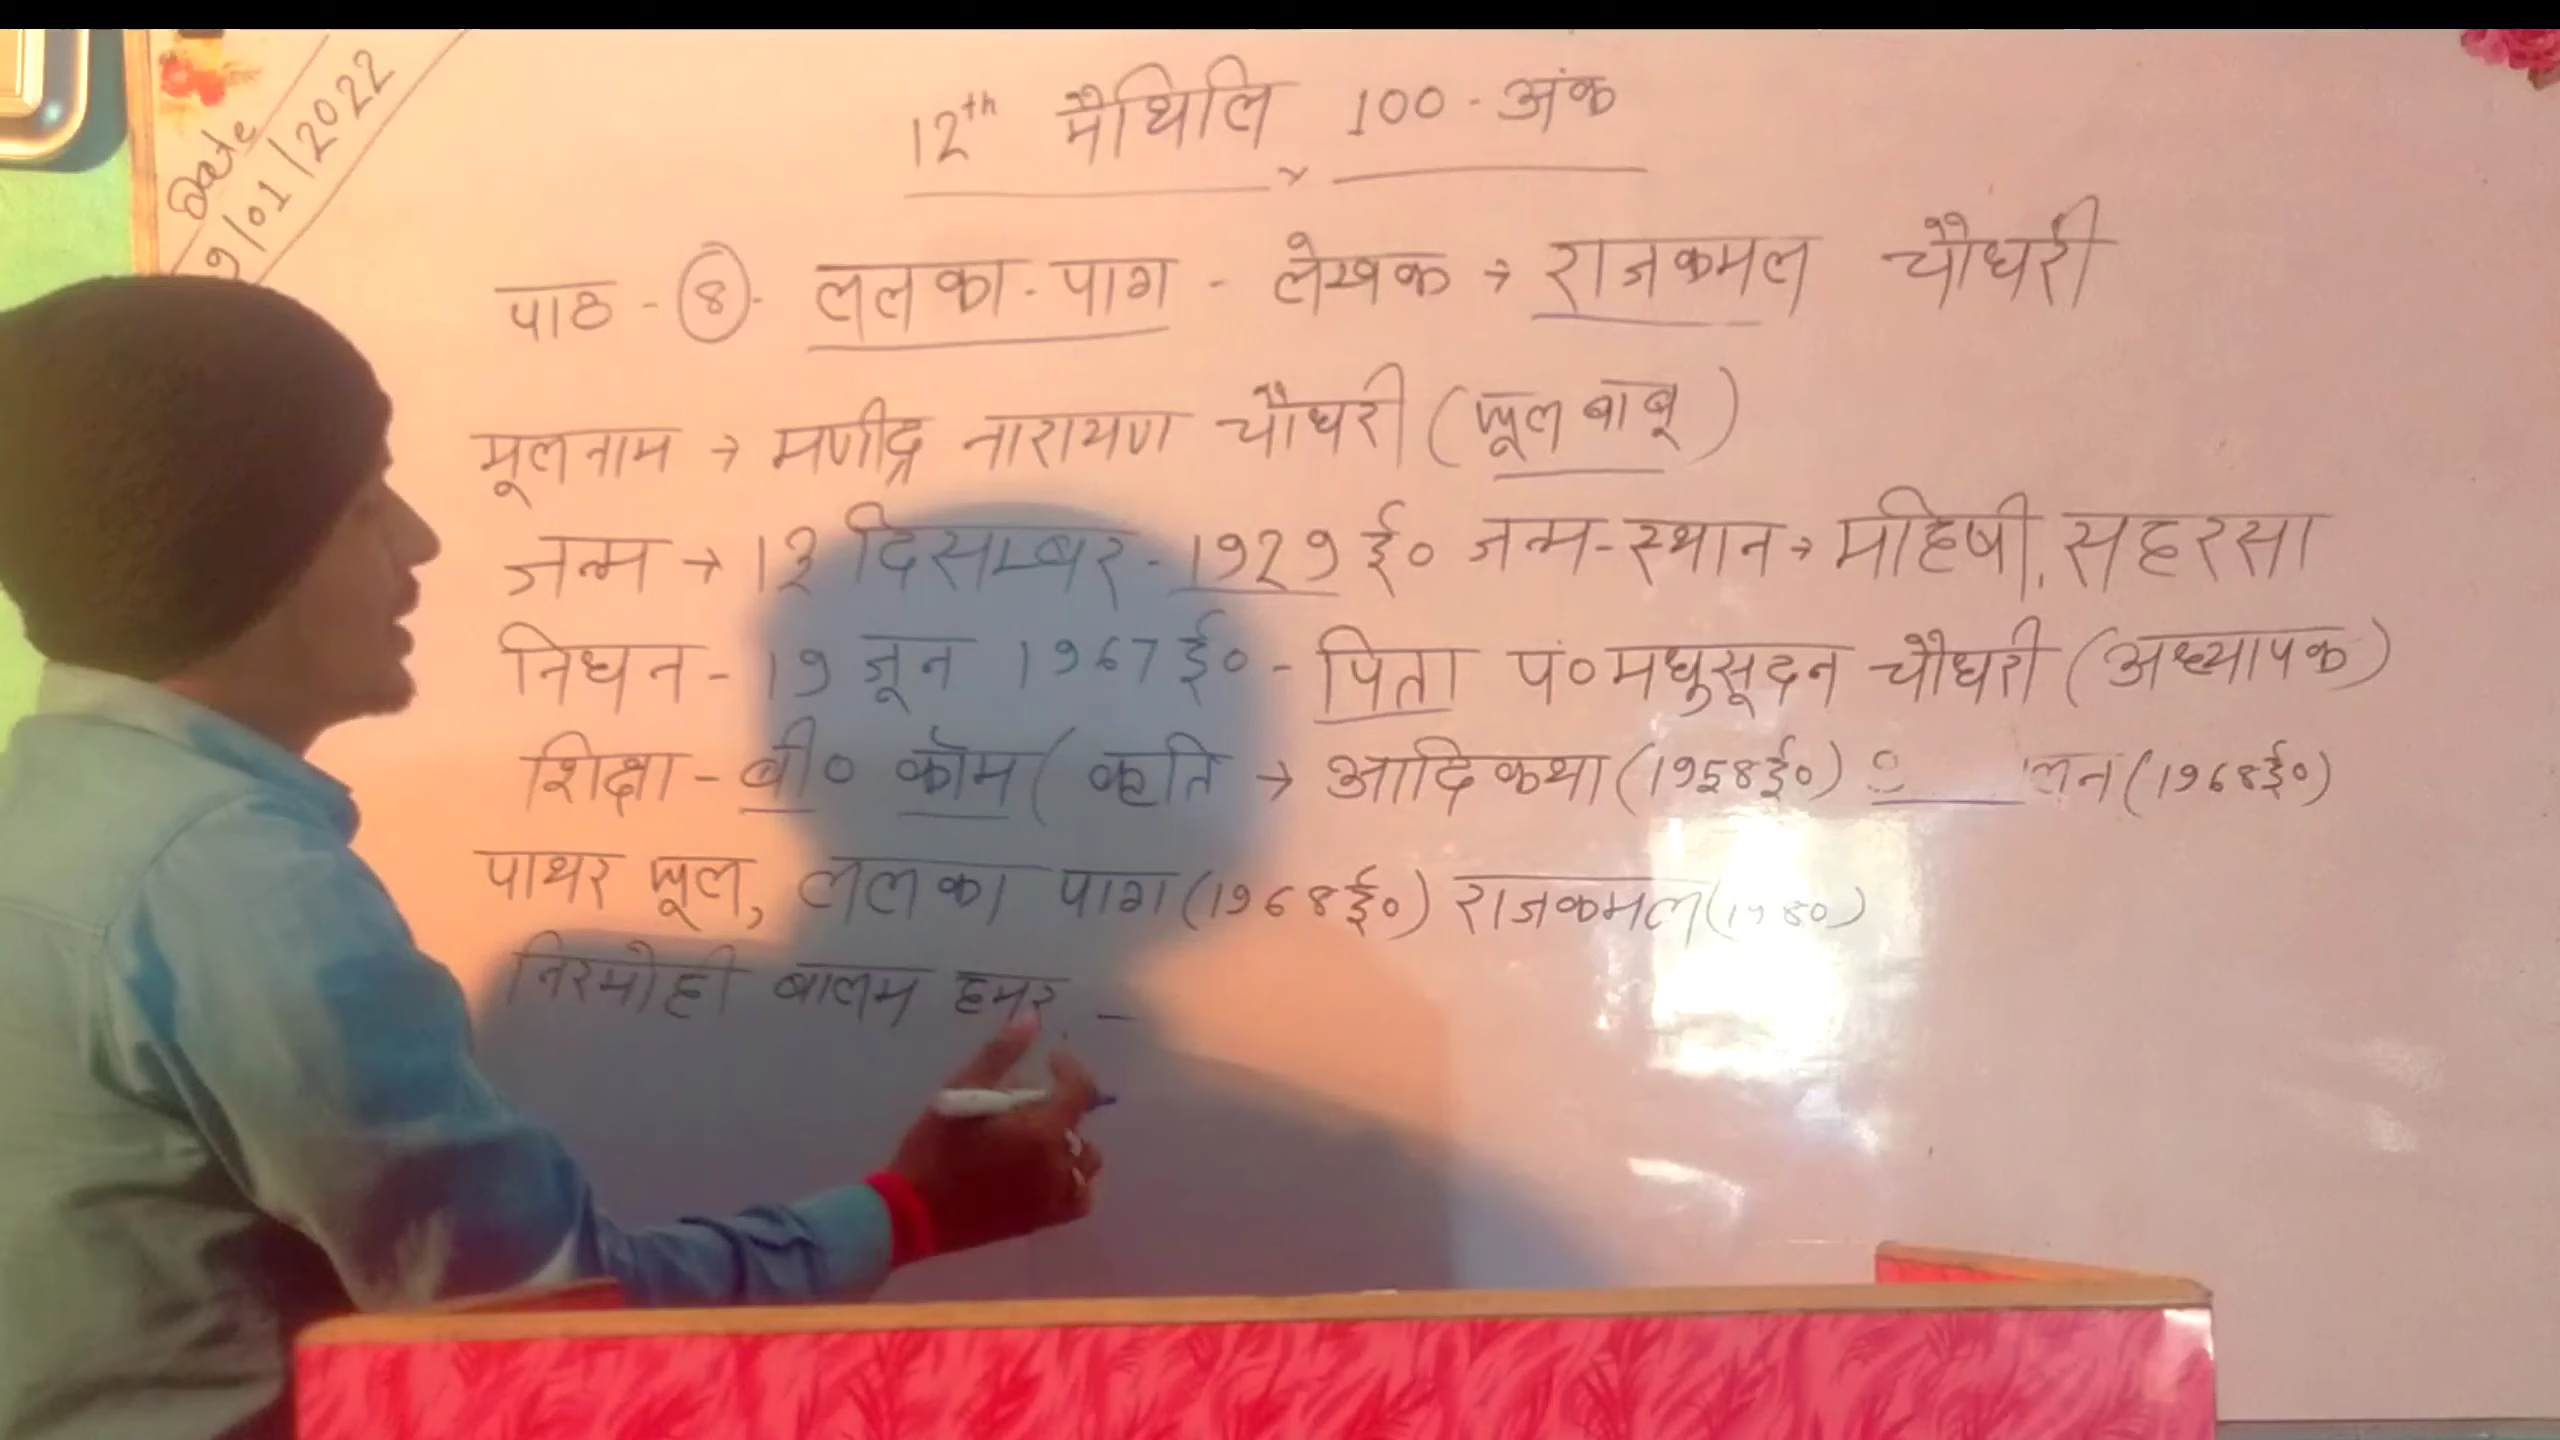 Date
9/01/2022
12th मैथिलि 100 - अंक
पाठ - 8 - ललका - पाग - लेखक → राजकमल चौधरी
मूलनाम → मणीद्र नारायण चौधरी (फूल बाबू)
जन्म → 13 दिसम्बर - 1929 ई० जन्म - स्थान → महिषी, सहरसा
निधन - 19 जून 1967 ई० - पिता पं० मधुसूदन चौधरी (अध्यापक)
शिक्षा - बी० कॉम ( कृति → आदि कथा (1958 ई०) (1968 ई०)
पाथर फूल, ललका पाग (1968 ई०) राजकमल
निरमोही बालम हमर -